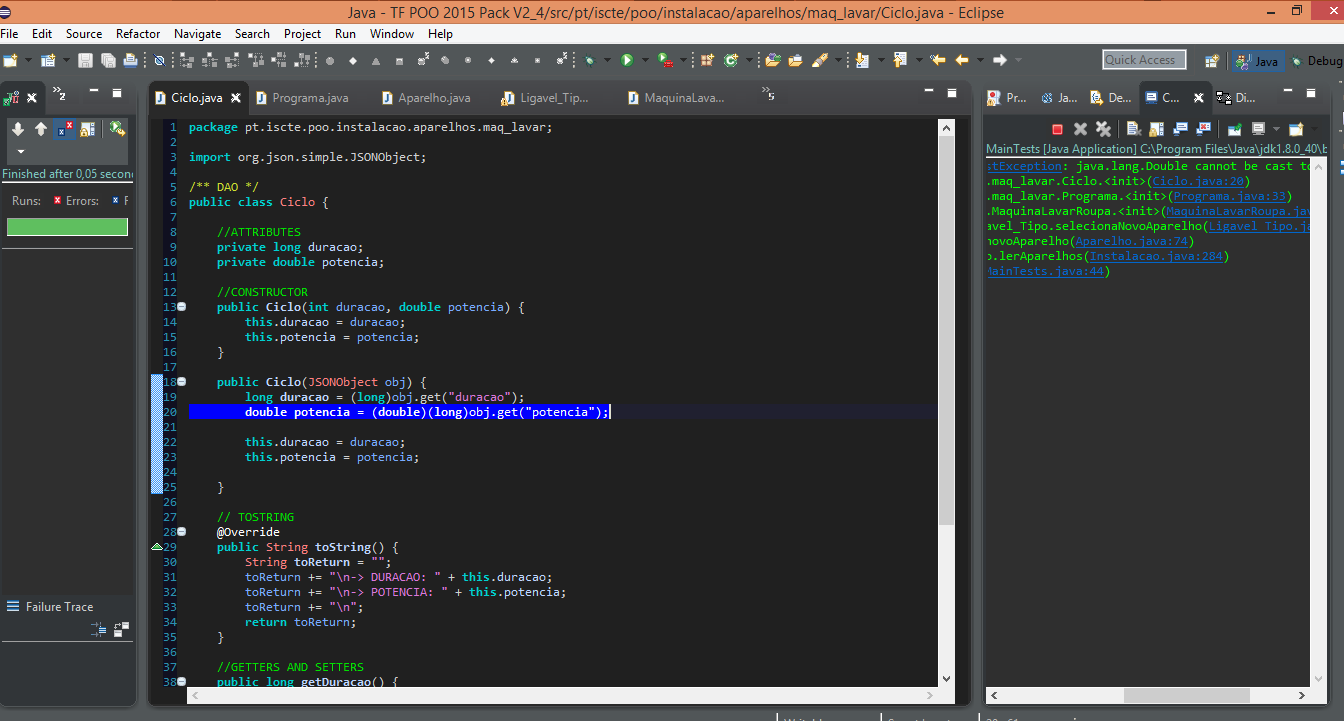 Java - TF POO 2015 Pack V2_4/src/pt/iscte/poo/instalacao/aparelhos/maq_lavar/Ciclo.java - Eclipse
File Edit Source Refactor Navigate Search Project Run Window Help
Quick Access Java Debug
Ciclo.java Programa.java Aparelho.java Ligavel_Tip... MaquinaLava... »5
»2
Pr... Ja... De... C... Di...
Finished after 0,05 secon
Runs: Errors: F
Failure Trace
1 package pt.iscte.poo.instalacao.aparelhos.maq_lavar;
2
3 import org.json.simple.JSONObject;
4
5 /** DAO */
6 public class Ciclo {
7
8 //ATTRIBUTES
9 private long duracao;
10 private double potencia;
11
12 //CONSTRUCTOR
13 public Ciclo(int duracao, double potencia) {
14 this.duracao = duracao;
15 this.potencia = potencia;
16 }
17
18 public Ciclo(JSONObject obj) {
19 long duracao = (long)obj.get("duracao");
20 double potencia = (double)(long)obj.get("potencia");
21
22 this.duracao = duracao;
23 this.potencia = potencia;
24
25 }
26
27 // TOSTRING
28 @Override
29 public String toString() {
30 String toReturn = "";
31 toReturn += "\n-> DURACAO: " + this.duracao;
32 toReturn += "\n-> POTENCIA: " + this.potencia;
33 toReturn += "\n";
34 return toReturn;
35 }
36
37 //GETTERS AND SETTERS
38 public long getDuracao() {
MainTests [Java Application] C:\Program Files\Java\jdk1.8.0_40\b
stException: java.lang.Double cannot be cast to
.maq_lavar.Ciclo.<init>(Ciclo.java:20)
.maq_lavar.Programa.<init>(Programa.java:33)
.MaquinaLavarRoupa.<init>(MaquinaLavarRoupa.jav
avel_Tipo.selecionaNovoAparelho(Ligavel_Tipo.ja
novoAparelho(Aparelho.java:74)
o.lerAparelhos(Instalacao.java:284)
MainTests.java:44)